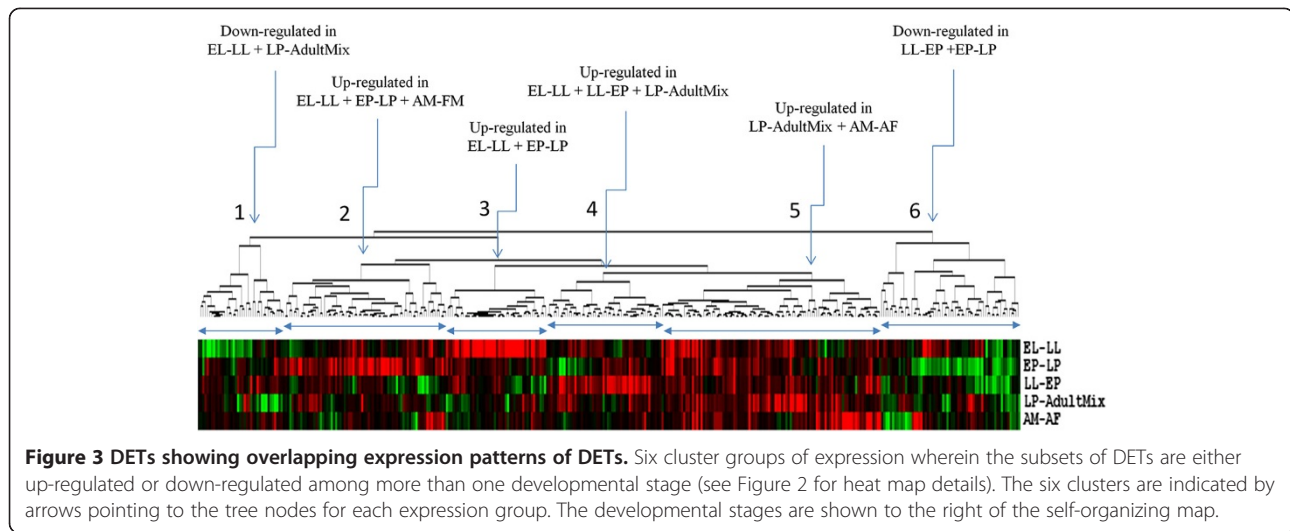 Down-regulated in
EL-LL + LP-AdultMix
Up-regulated in
EL-LL + EP-LP + AM-FM
Up-regulated in
EL-LL + EP-LP
Up-regulated in
EL-LL + LL-EP + LP-AdultMix
Up-regulated in
LP-AdultMix + AM-AF
Down-regulated in
LL-EP +EP-LP
1 2 3 4 5 6
EL-LL
EP-LP
LL-EP
LP-AdultMix
AM-AF
Figure 3 DETs showing overlapping expression patterns of DETs. Six cluster groups of expression wherein the subsets of DETs are either
up-regulated or down-regulated among more than one developmental stage (see Figure 2 for heat map details). The six clusters are indicated by
arrows pointing to the tree nodes for each expression group. The developmental stages are shown to the right of the self-organizing map.